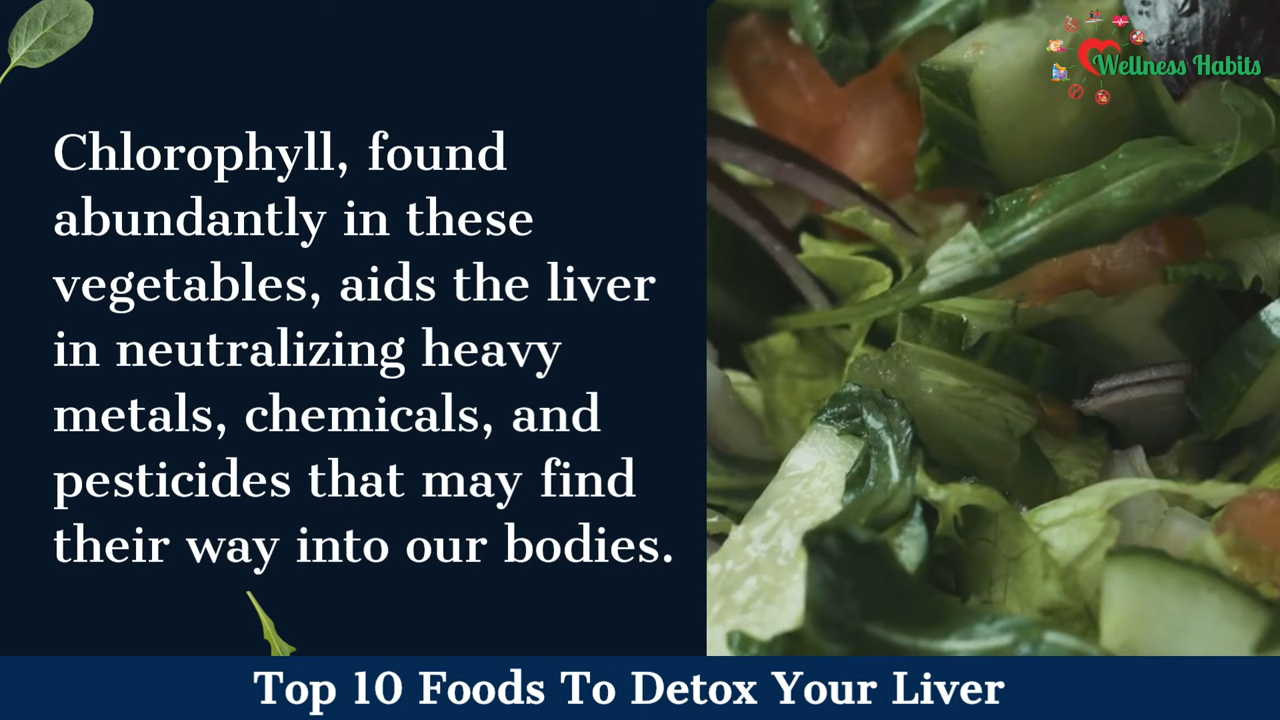 Wellness Habits
Chlorophyll, found
abundantly in these
vegetables, aids the liver
in neutralizing heavy
metals, chemicals, and
pesticides that may find
their way into our bodies.
Top 10 Foods To Detox Your Liver